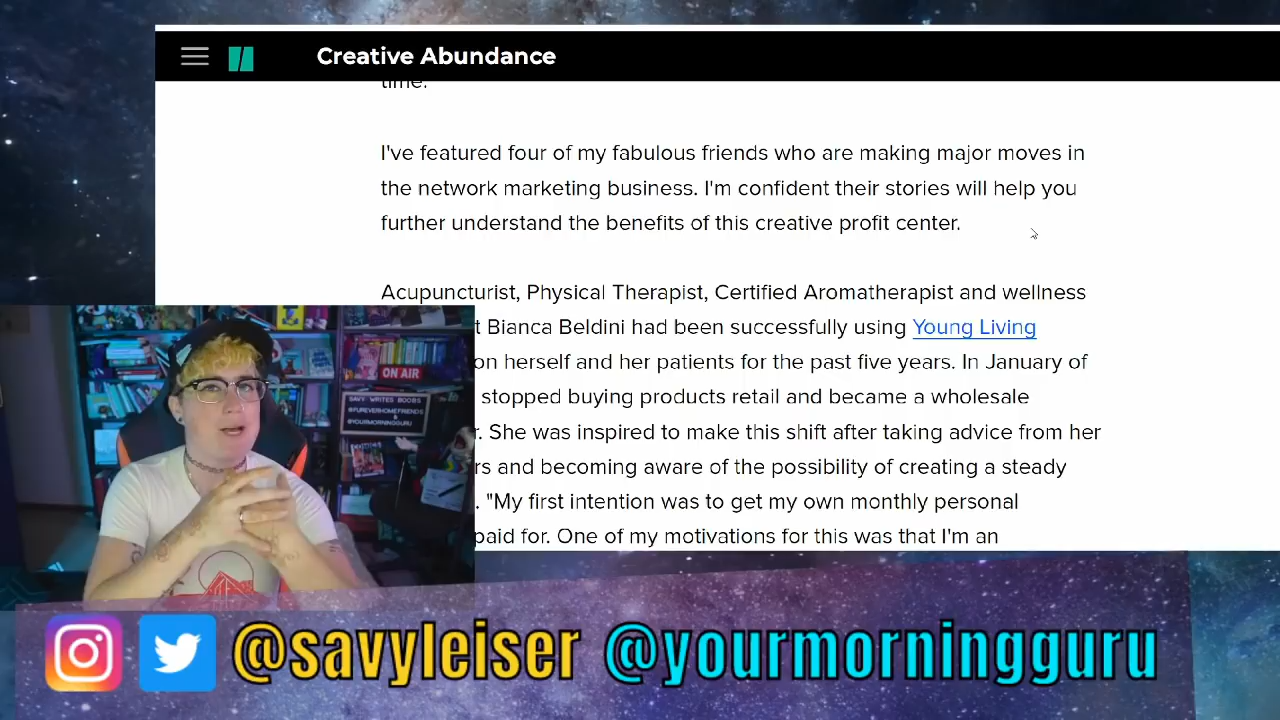 Creative Abundance
time.
I've featured four of my fabulous friends who are making major moves in
the network marketing business. I'm confident their stories will help you
further understand the benefits of this creative profit center.
Acupuncturist, Physical Therapist, Certified Aromatherapist and wellness
t Bianca Beldini had been successfully using Young Living
on herself and her patients for the past five years. In January of
stopped buying products retail and became a wholesale
r. She was inspired to make this shift after taking advice from her
rs and becoming aware of the possibility of creating a steady
. "My first intention was to get my own monthly personal
paid for. One of my motivations for this was that I'm an
ON AIR
SAVY WRITES BOOBS
@FUREVERHOMEFRIENDS
&
@YOURMORNINGGURU
@savyleiser @yourmorningguru